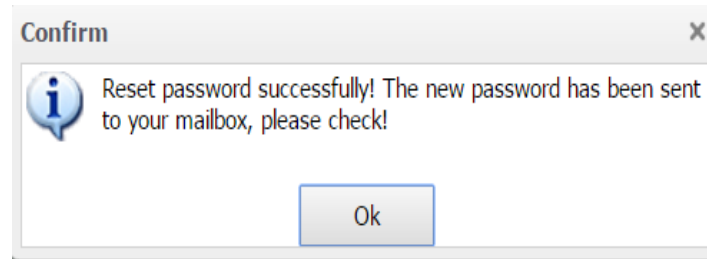 Confirm
Reset password successfully! The new password has been sent
to your mailbox, please check!
Ok